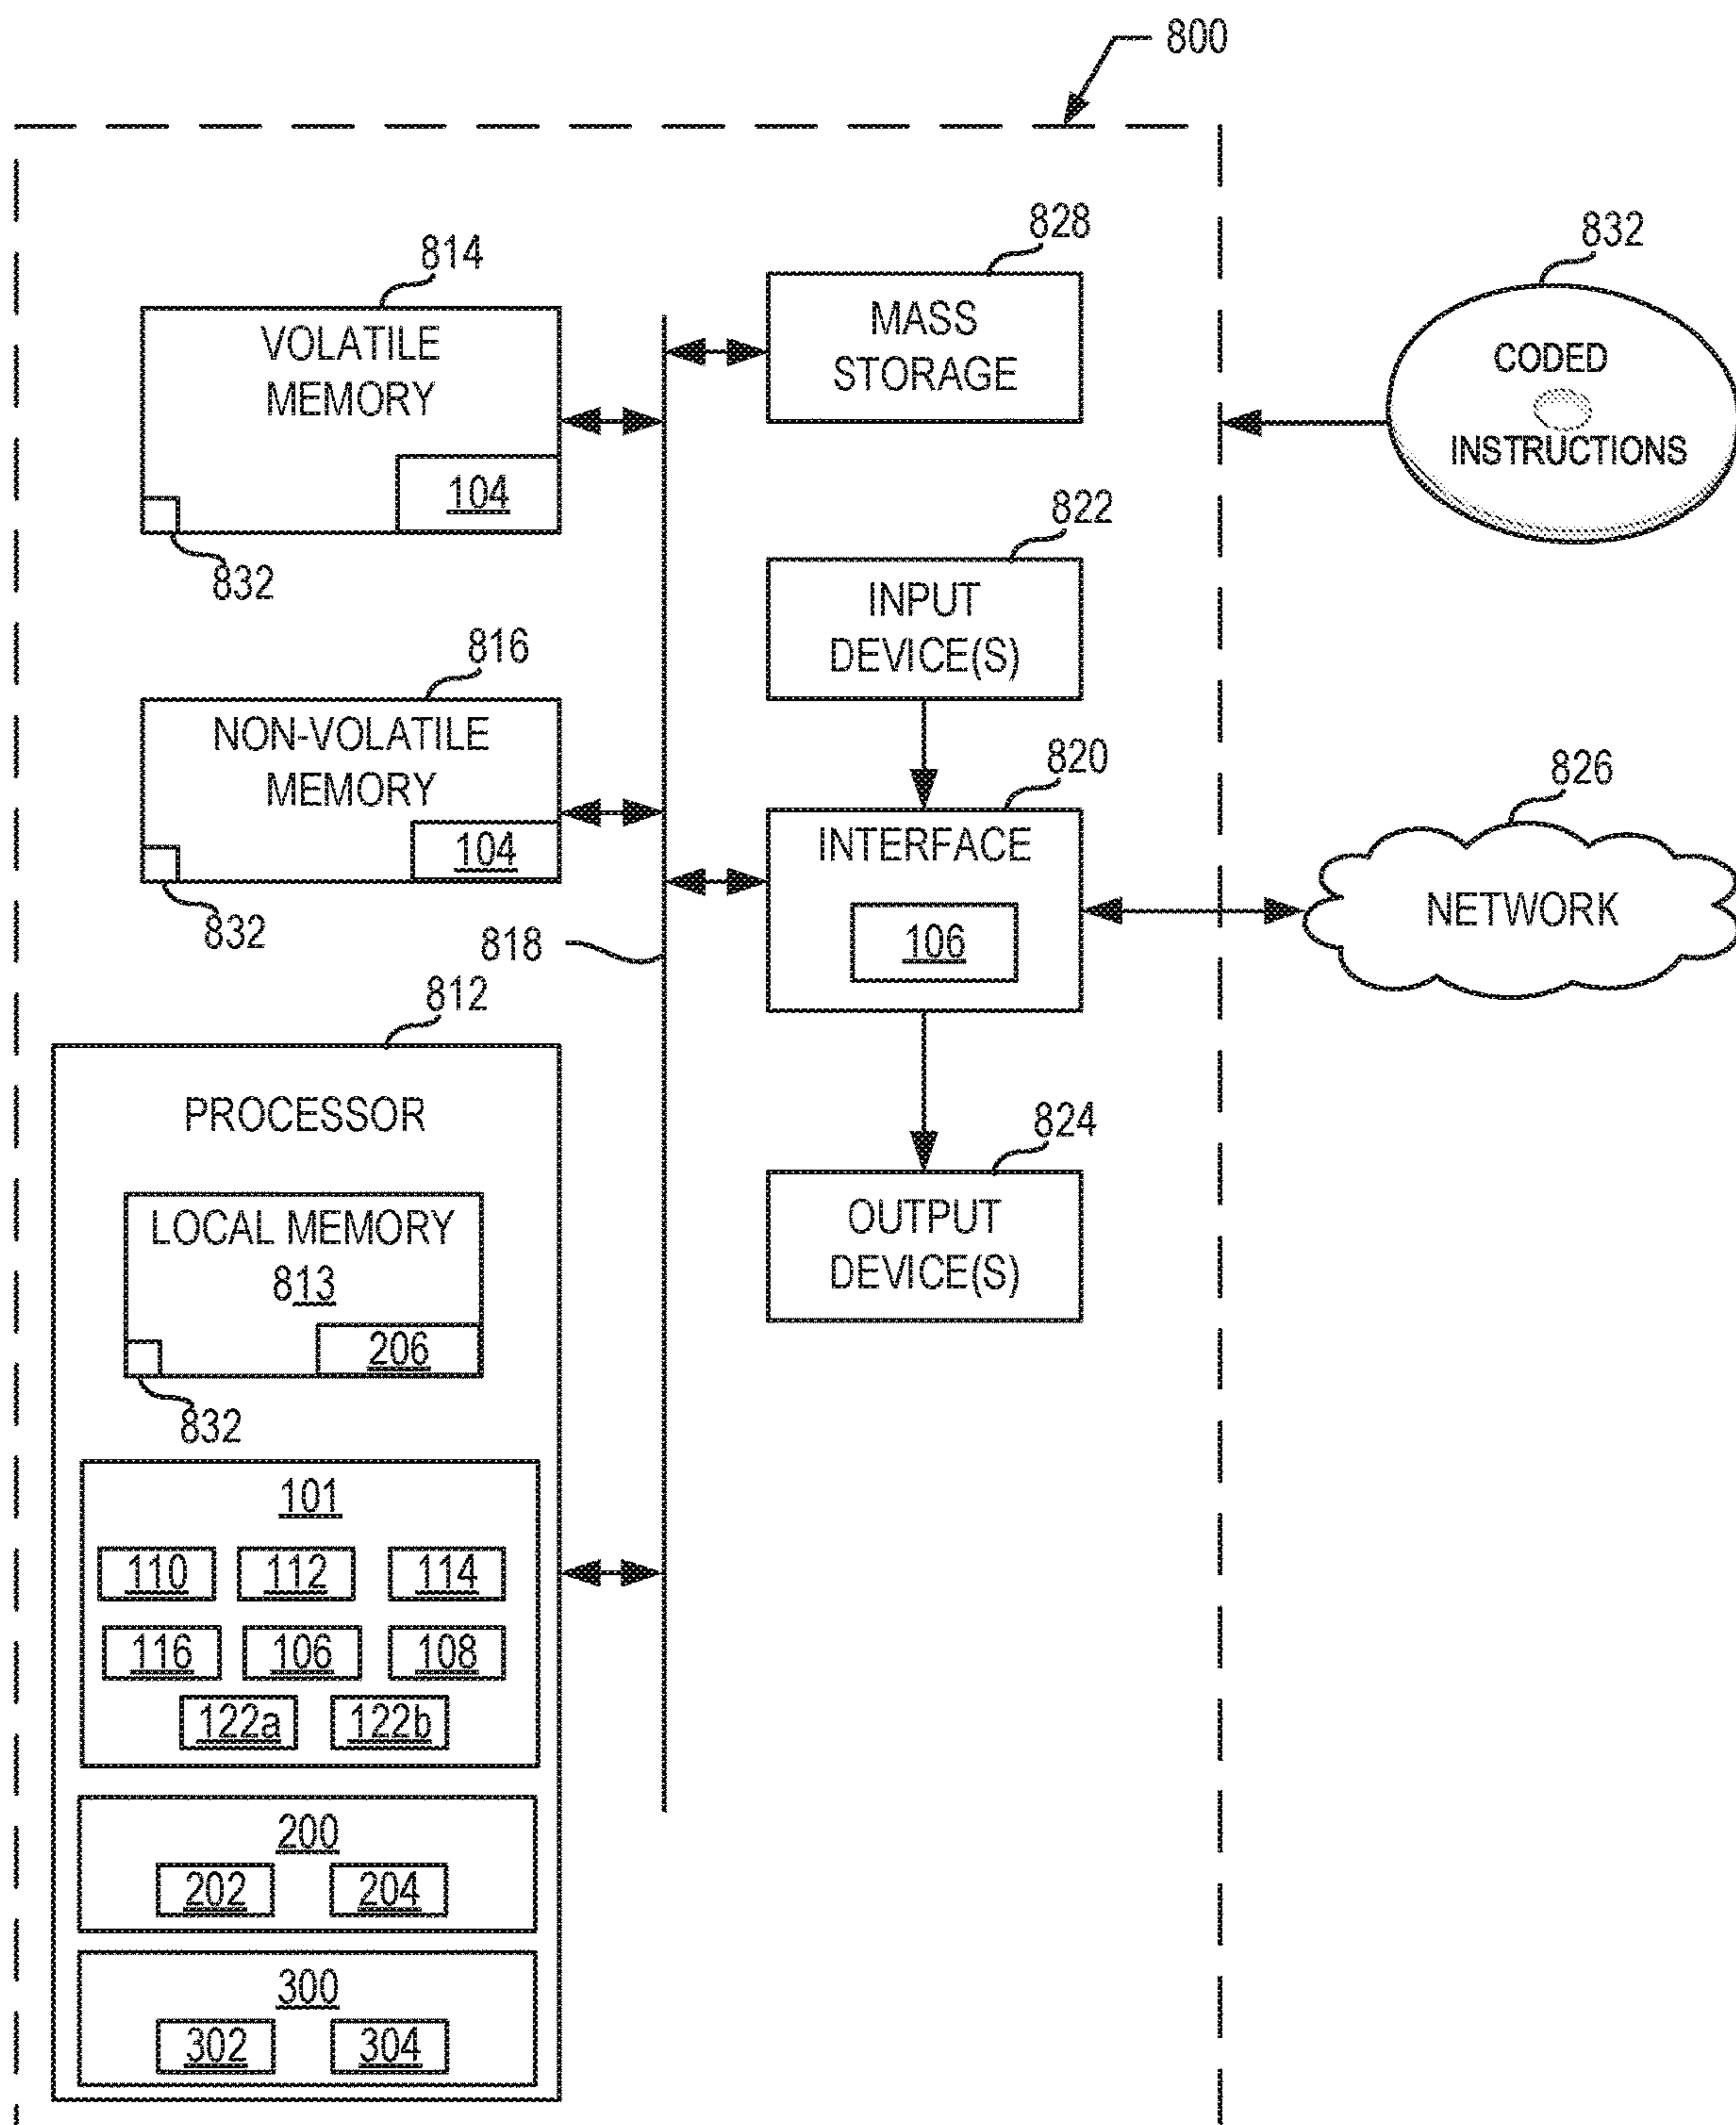 800
814
VOLATILE
MEMORY
104
832
828
MASS
STORAGE
832
CODED
INSTRUCTIONS
822
INPUT
DEVICE(S)
816
NON-VOLATILE
MEMORY
104
832
818
820
INTERFACE
106
826
NETWORK
812
PROCESSOR
LOCAL MEMORY
813
206
832
824
OUTPUT
DEVICE(S)
101
110 112 114
116 106 108
122a 122b
200
202 204
300
302 304